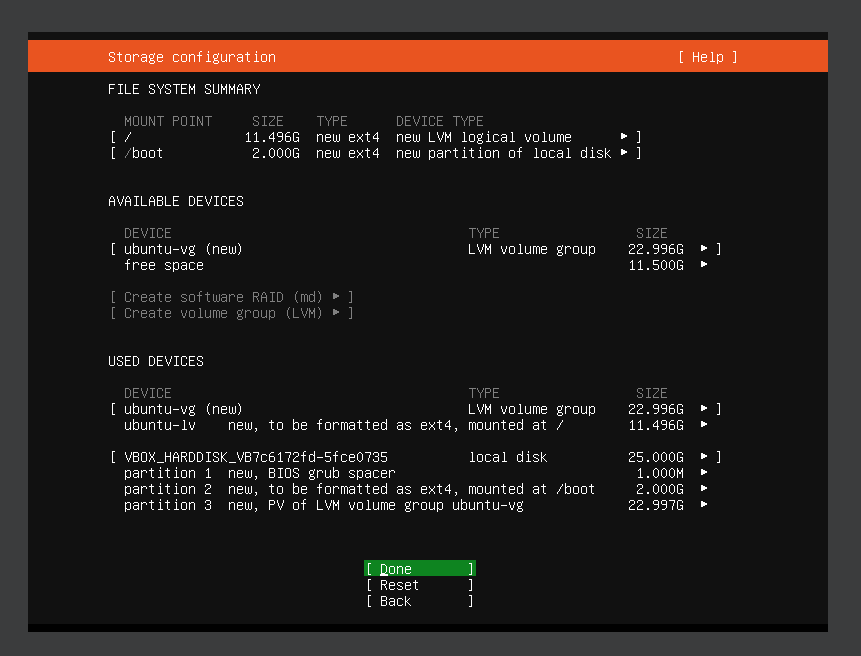 Storage configuration [ Help ]
FILE SYSTEM SUMMARY
MOUNT POINT SIZE TYPE DEVICE TYPE
[ / 11.496G new ext4 new LVM logical volume ▸ ]
[ /boot 2.000G new ext4 new partition of local disk ▸ ]
AVAILABLE DEVICES
DEVICE TYPE SIZE
[ ubuntu-vg (new) LVM volume group 22.996G ▸ ]
free space 11.500G ▸
[ Create software RAID (md) ▸ ]
[ Create volume group (LVM) ▸ ]
USED DEVICES
DEVICE TYPE SIZE
[ ubuntu-vg (new) LVM volume group 22.996G ▸ ]
ubuntu-lv new, to be formatted as ext4, mounted at / 11.496G ▸
[ VBOX_HARDDISK_VB7c6172fd-5fce0735 local disk 25.000G ▸ ]
partition 1 new, BIOS grub spacer 1.000M ▸
partition 2 new, to be formatted as ext4, mounted at /boot 2.000G ▸
partition 3 new, PV of LVM volume group ubuntu-vg 22.997G ▸
[ Done ]
[ Reset ]
[ Back ]